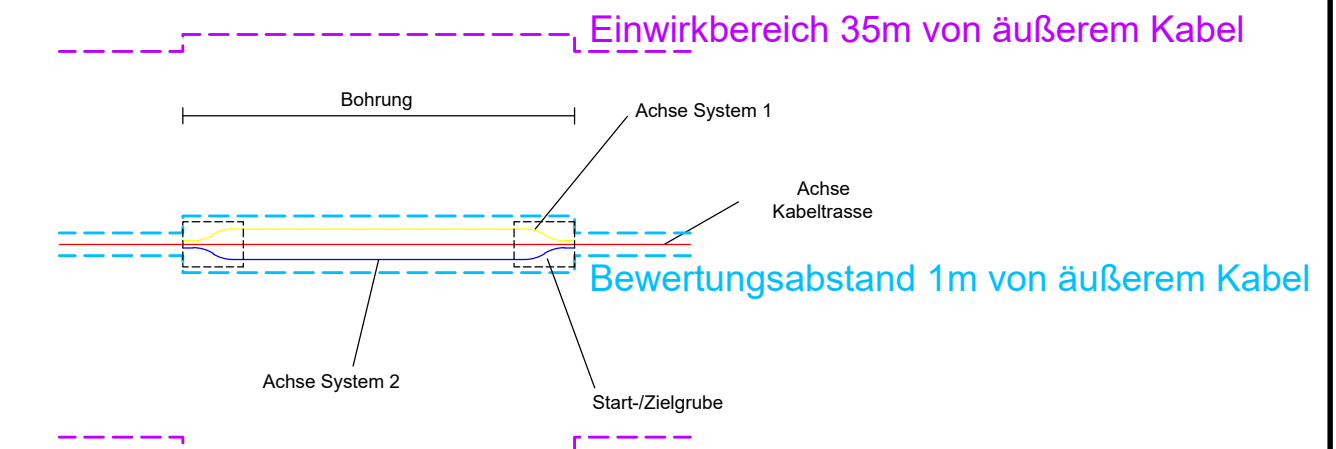 Einwirkbereich 35m von äußerem Kabel
Bohrung
Achse System 1
Achse
Kabeltrasse
Bewertungsabstand 1m von äußerem Kabel
Achse System 2
Start-/Zielgrube